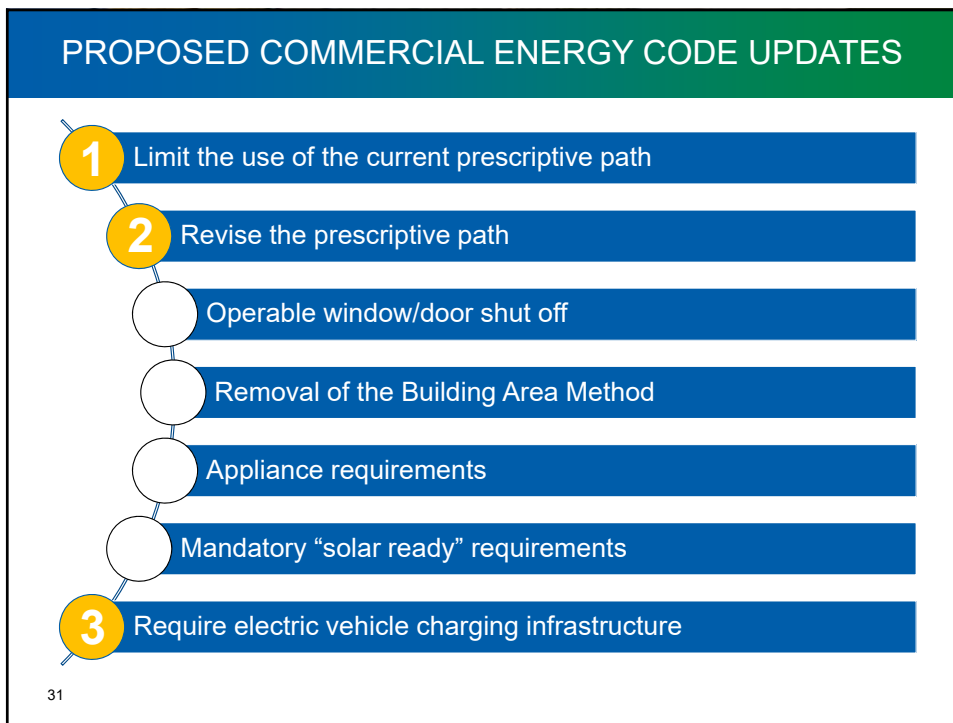 PROPOSED COMMERCIAL ENERGY CODE UPDATES
1 Limit the use of the current prescriptive path
2 Revise the prescriptive path
Operable window/door shut off
Removal of the Building Area Method
Appliance requirements
Mandatory “solar ready” requirements
3 Require electric vehicle charging infrastructure
31